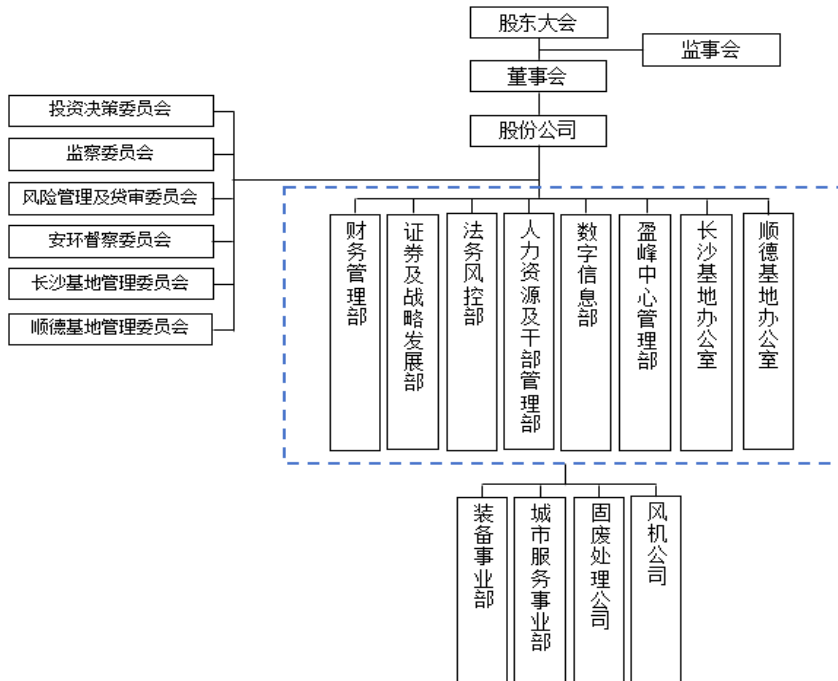 股东大会
监事会
董事会
股份公司
投资决策委员会
监察委员会
风险管理及贷审委员会
安环督察委员会
长沙基地管理委员会
顺德基地管理委员会
财务管理部
证券及战略发展部
法务风控部
人力资源及干部管理部
数字信息部
盈峰中心管理部
长沙基地办公室
顺德基地办公室
装备事业部
城市服务事业部
固废处理公司
风机公司